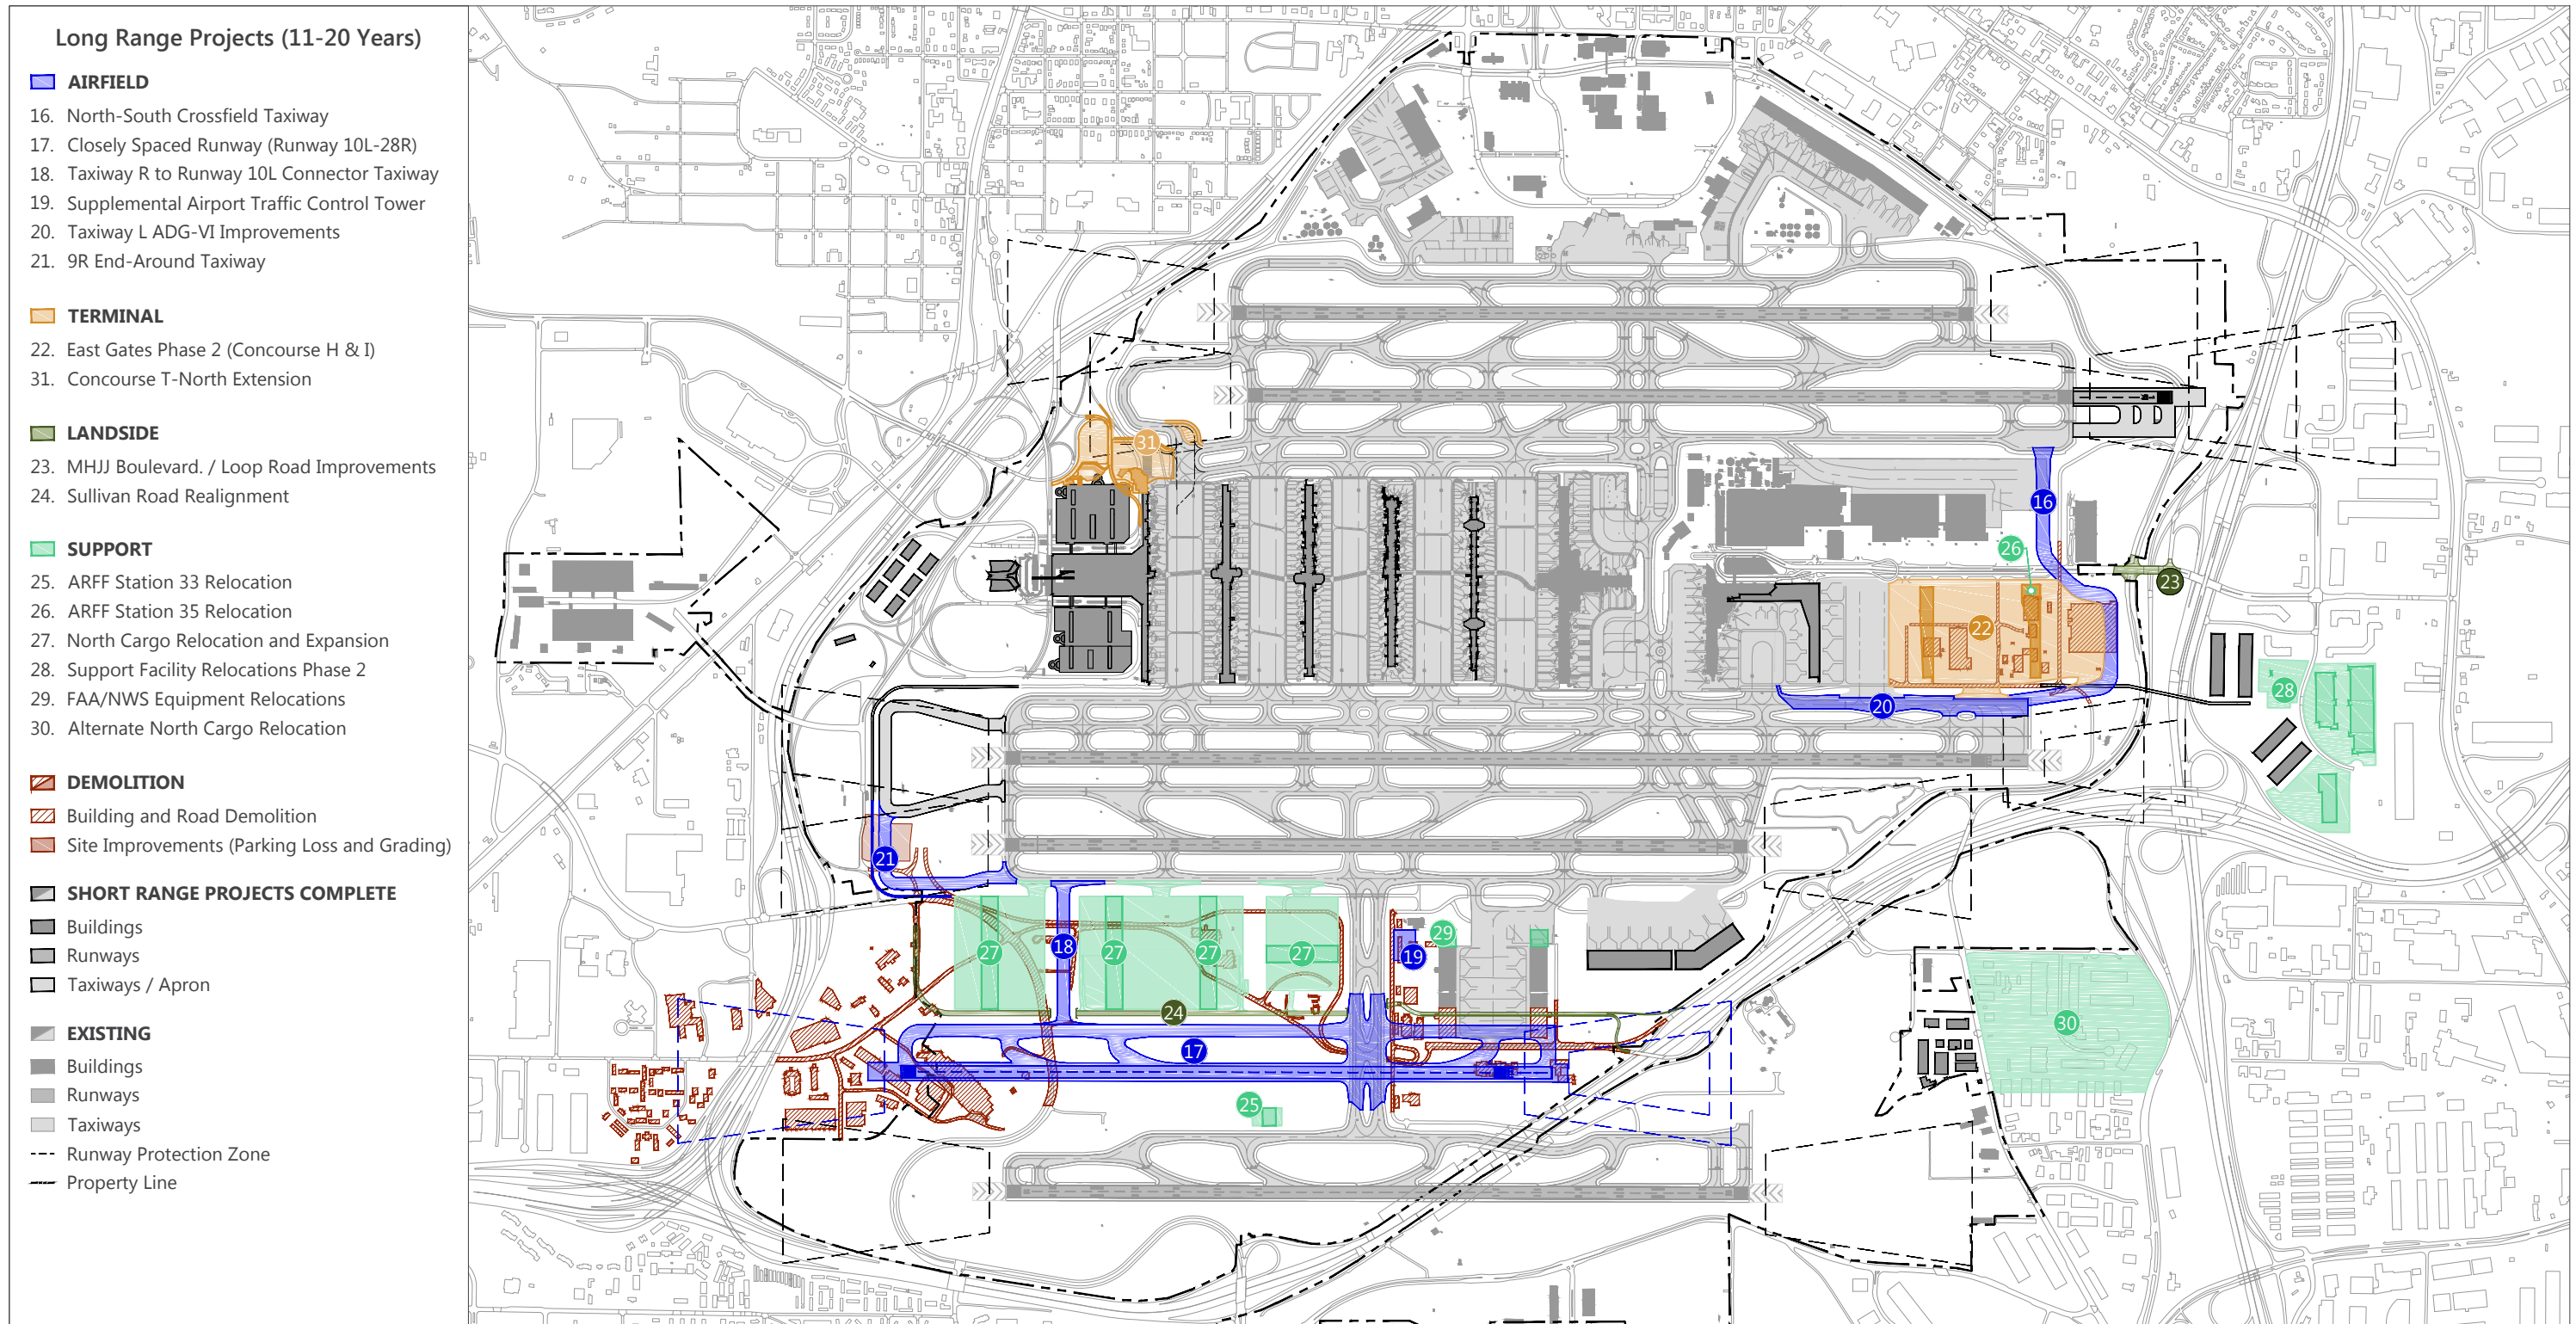 Long Range Projects (11-20 Years)
AIRFIELD
16. North-South Crossfield Taxiway
17. Closely Spaced Runway (Runway 10L-28R)
18. Taxiway R to Runway 10L Connector Taxiway
19. Supplemental Airport Traffic Control Tower
20. Taxiway L ADG-VI Improvements
21. 9R End-Around Taxiway
TERMINAL
22. East Gates Phase 2 (Concourse H & I)
31. Concourse T-North Extension
LANDSIDE
23. MHJJ Boulevard. / Loop Road Improvements
24. Sullivan Road Realignment
SUPPORT
25. ARFF Station 33 Relocation
26. ARFF Station 35 Relocation
27. North Cargo Relocation and Expansion
28. Support Facility Relocations Phase 2
29. FAA/NWS Equipment Relocations
30. Alternate North Cargo Relocation
DEMOLITION
Building and Road Demolition
Site Improvements (Parking Loss and Grading)
SHORT RANGE PROJECTS COMPLETE
Buildings
Runways
Taxiways / Apron
EXISTING
Buildings
Runways
Taxiways
Runway Protection Zone
Property Line
31
16
26
23
22
28
20
21
29
27
18
27
27
27
19
24
30
17
25